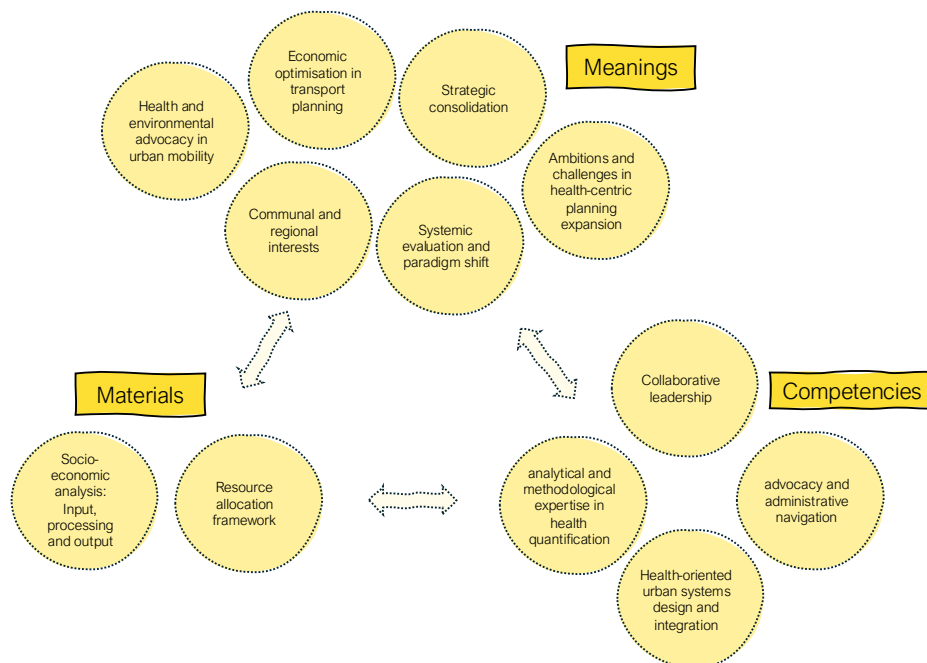 Meanings
Economic
optimisation in
transport
planning
Strategic
consolidation
Health and
environmental
advocacy in
urban mobility
Ambitions and
challenges in
health-centric
planning
expansion
Communal and
regional
interests
Systemic
evaluation and
paradigm shift
Materials
Socio-
economic
analysis:
Input,
processing
and output
Resource
allocation
framework
Competencies
Collaborative
leadership
analytical and
methodological
expertise in
health
quantification
advocacy and
administrative
navigation
Health-oriented
urban systems
design and
integration